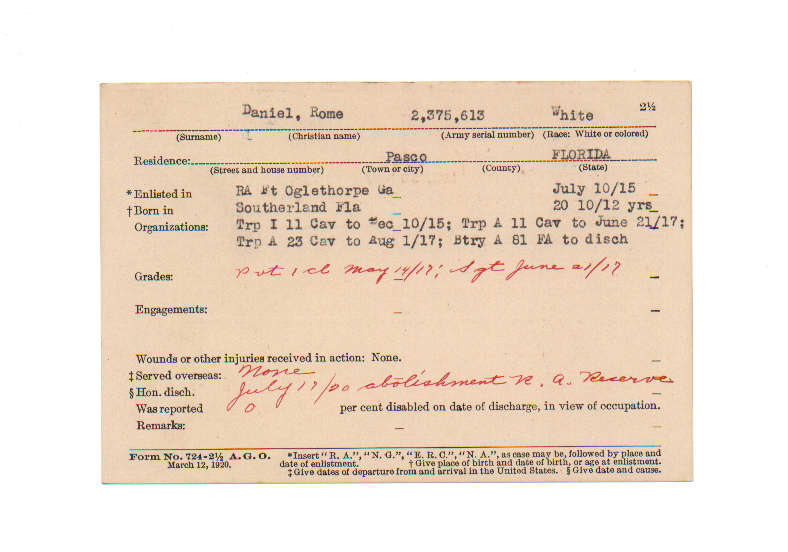 Daniel, Rome 2,375,613 White 2½
(Surname) (Christian name) (Army serial number) (Race: White or colored)
Residence: Pasco FLORIDA
(Street and house number) (Town or city) (County) (State)
*Enlisted in RA Ft Oglethorpe Ga July 10/15
†Born in Southerland Fla 20 10/12 yrs
Organizations: Trp I 11 Cav to Dec 10/15; Trp A 11 Cav to June 21/17;
Trp A 23 Cav to Aug 1/17; Btry A 81 FA to disch
Grades: Pvt 1 cl May 14/17; Sgt June 21/17
Engagements: –
Wounds or other injuries received in action: None.
‡Served overseas: None
§Hon. disch. July /20 abolishment R. A. Reserve
Was reported 0 per cent disabled on date of discharge, in view of occupation.
Remarks: –
Form No. 724-2½ A. G. O. *Insert "R. A.", "N. G.", "E. R. C.", "N. A.", as case may be, followed by place and
March 12, 1920. date of enlistment. †Give place of birth and date of birth, or age at enlistment.
‡Give dates of departure from and arrival in the United States. §Give date and cause.